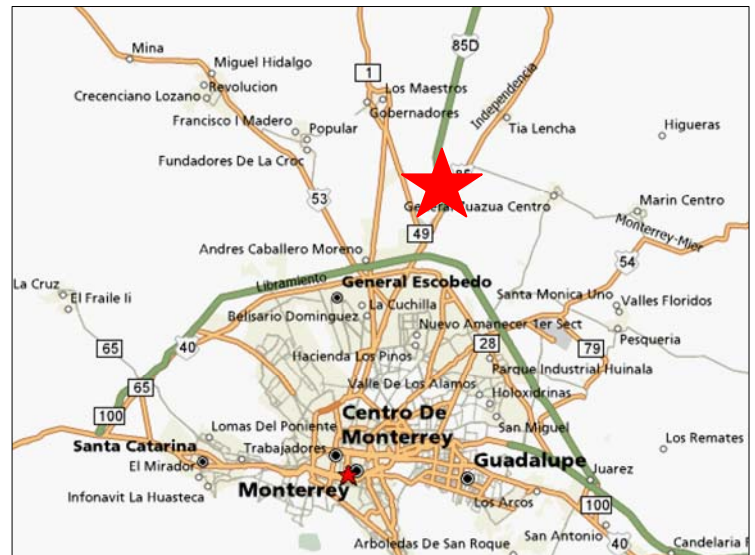 Mina
Miguel Hidalgo
Revolucion
Crecenciano Lozano
1
Los Maestros
Gobernadores
85D
Independencia
Francisco I Madero
Popular
Tia Lencha
Higueras
Fundadores De La Croc
53
85
General Zuazua Centro
Marin Centro
49
Monterrey-Mier
54
Andres Caballero Moreno
La Cruz
El Fraile Ii
Libramiento
General Escobedo
La Cuchilla
Santa Monica Uno
Valles Floridos
Belisario Dominguez
Nuevo Amanecer 1er Sect
Pesqueria
65
40
Hacienda Los Pinos
28
79
Parque Industrial Huinala
65
Valle De Los Alamos
Holoxidrinas
100
Centro De
Monterrey
San Miguel
Santa Catarina
Lomas Del Poniente
Trabajadores
Los Remates
El Mirador
Guadalupe
Juarez
Infonavit La Huasteca
Monterrey
Los Arcos
100
San Antonio
40
Arboledas De San Roque
Candelaria